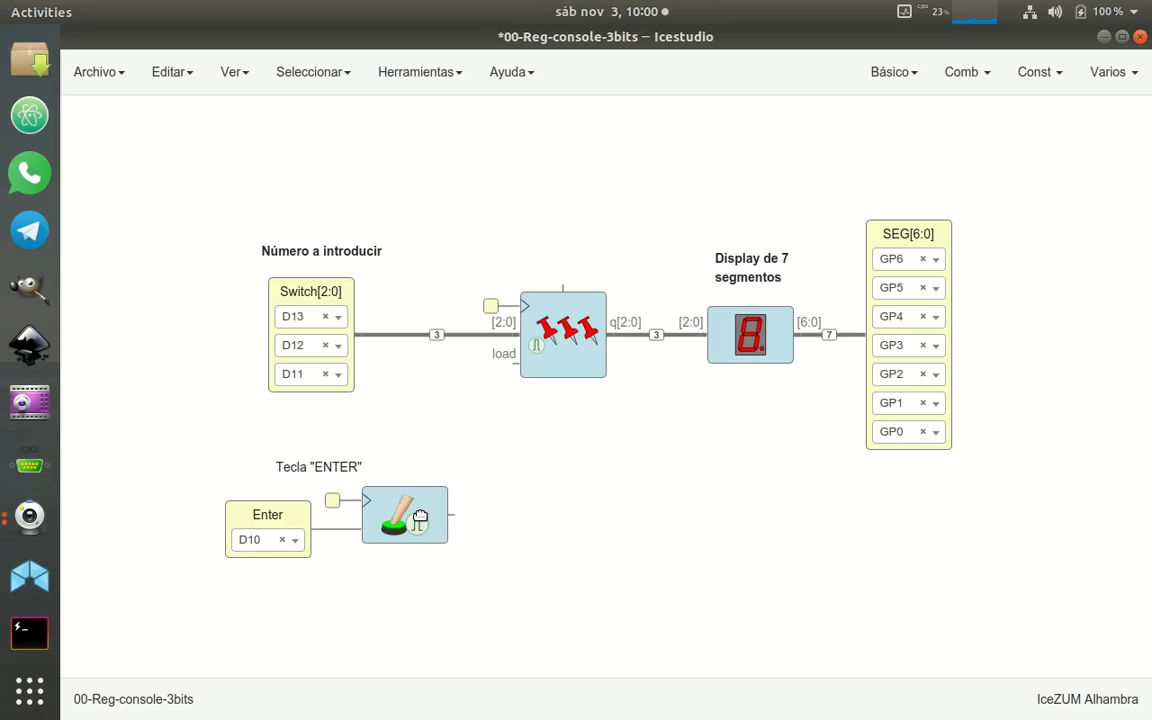 Activities
sáb nov 3, 10:00
cpu 23%
100 %
*00-Reg-console-3bits – Icestudio
Archivo Editar Ver Seleccionar Herramientas Ayuda Básico Comb Const Varios
Número a introducir
Switch[2:0]
D13
D12
D11
3
[2:0]
load
q[2:0]
3
Display de 7
segmentos
[2:0]
8.
[6:0]
7
SEG[6:0]
GP6
GP5
GP4
GP3
GP2
GP1
GP0
Tecla "ENTER"
Enter
D10
00-Reg-console-3bits
IceZUM Alhambra